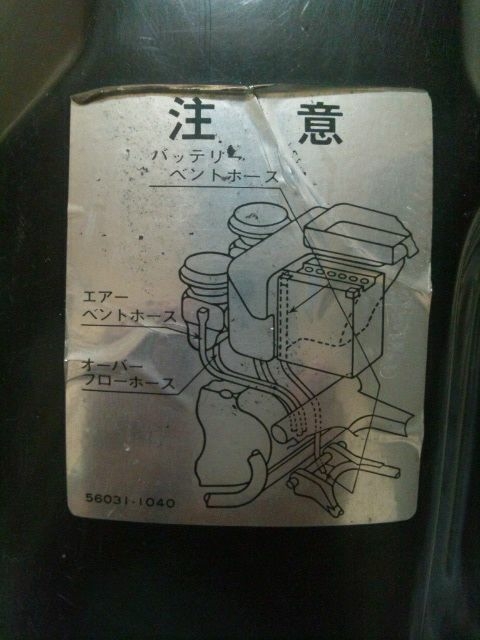 注 意
バッテリー
ベントホース
エアー
ベントホース
オーバー
フローホース
56031-1040